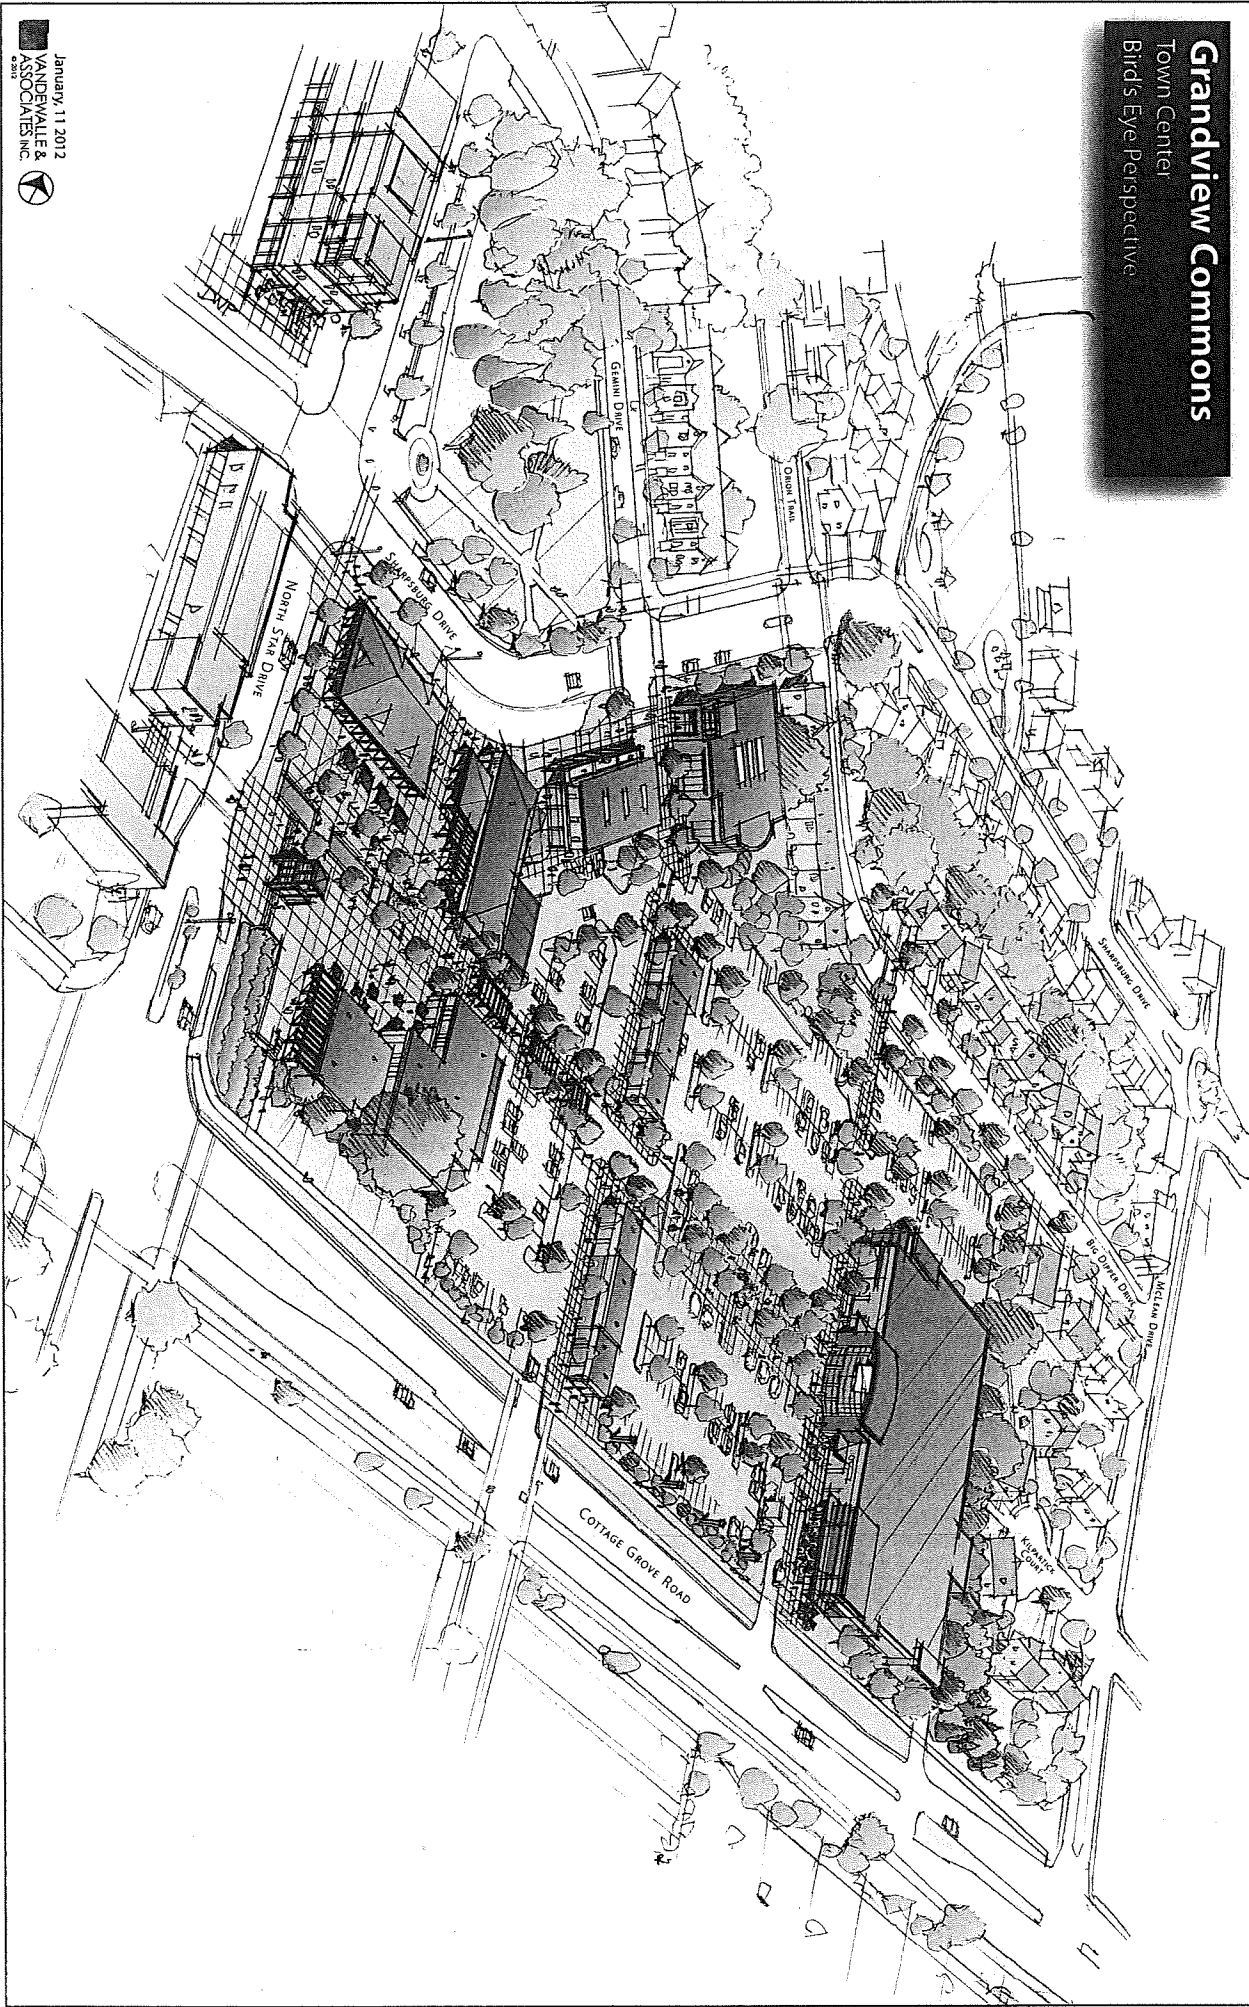 Grandview Commons
Town Center
Bird's Eye Perspective
SHARPSBURG DRIVE
MCLEAN DRIVE
BIG DIPPER DRIVE
KILPATRICK
COURT
ORION TRAIL
GEMINI DRIVE
SHARPSBURG DRIVE
NORTH STAR DRIVE
COTTAGE GROVE ROAD
January, 11 2012
VANDEWALLE &
ASSOCIATES INC.
©2012